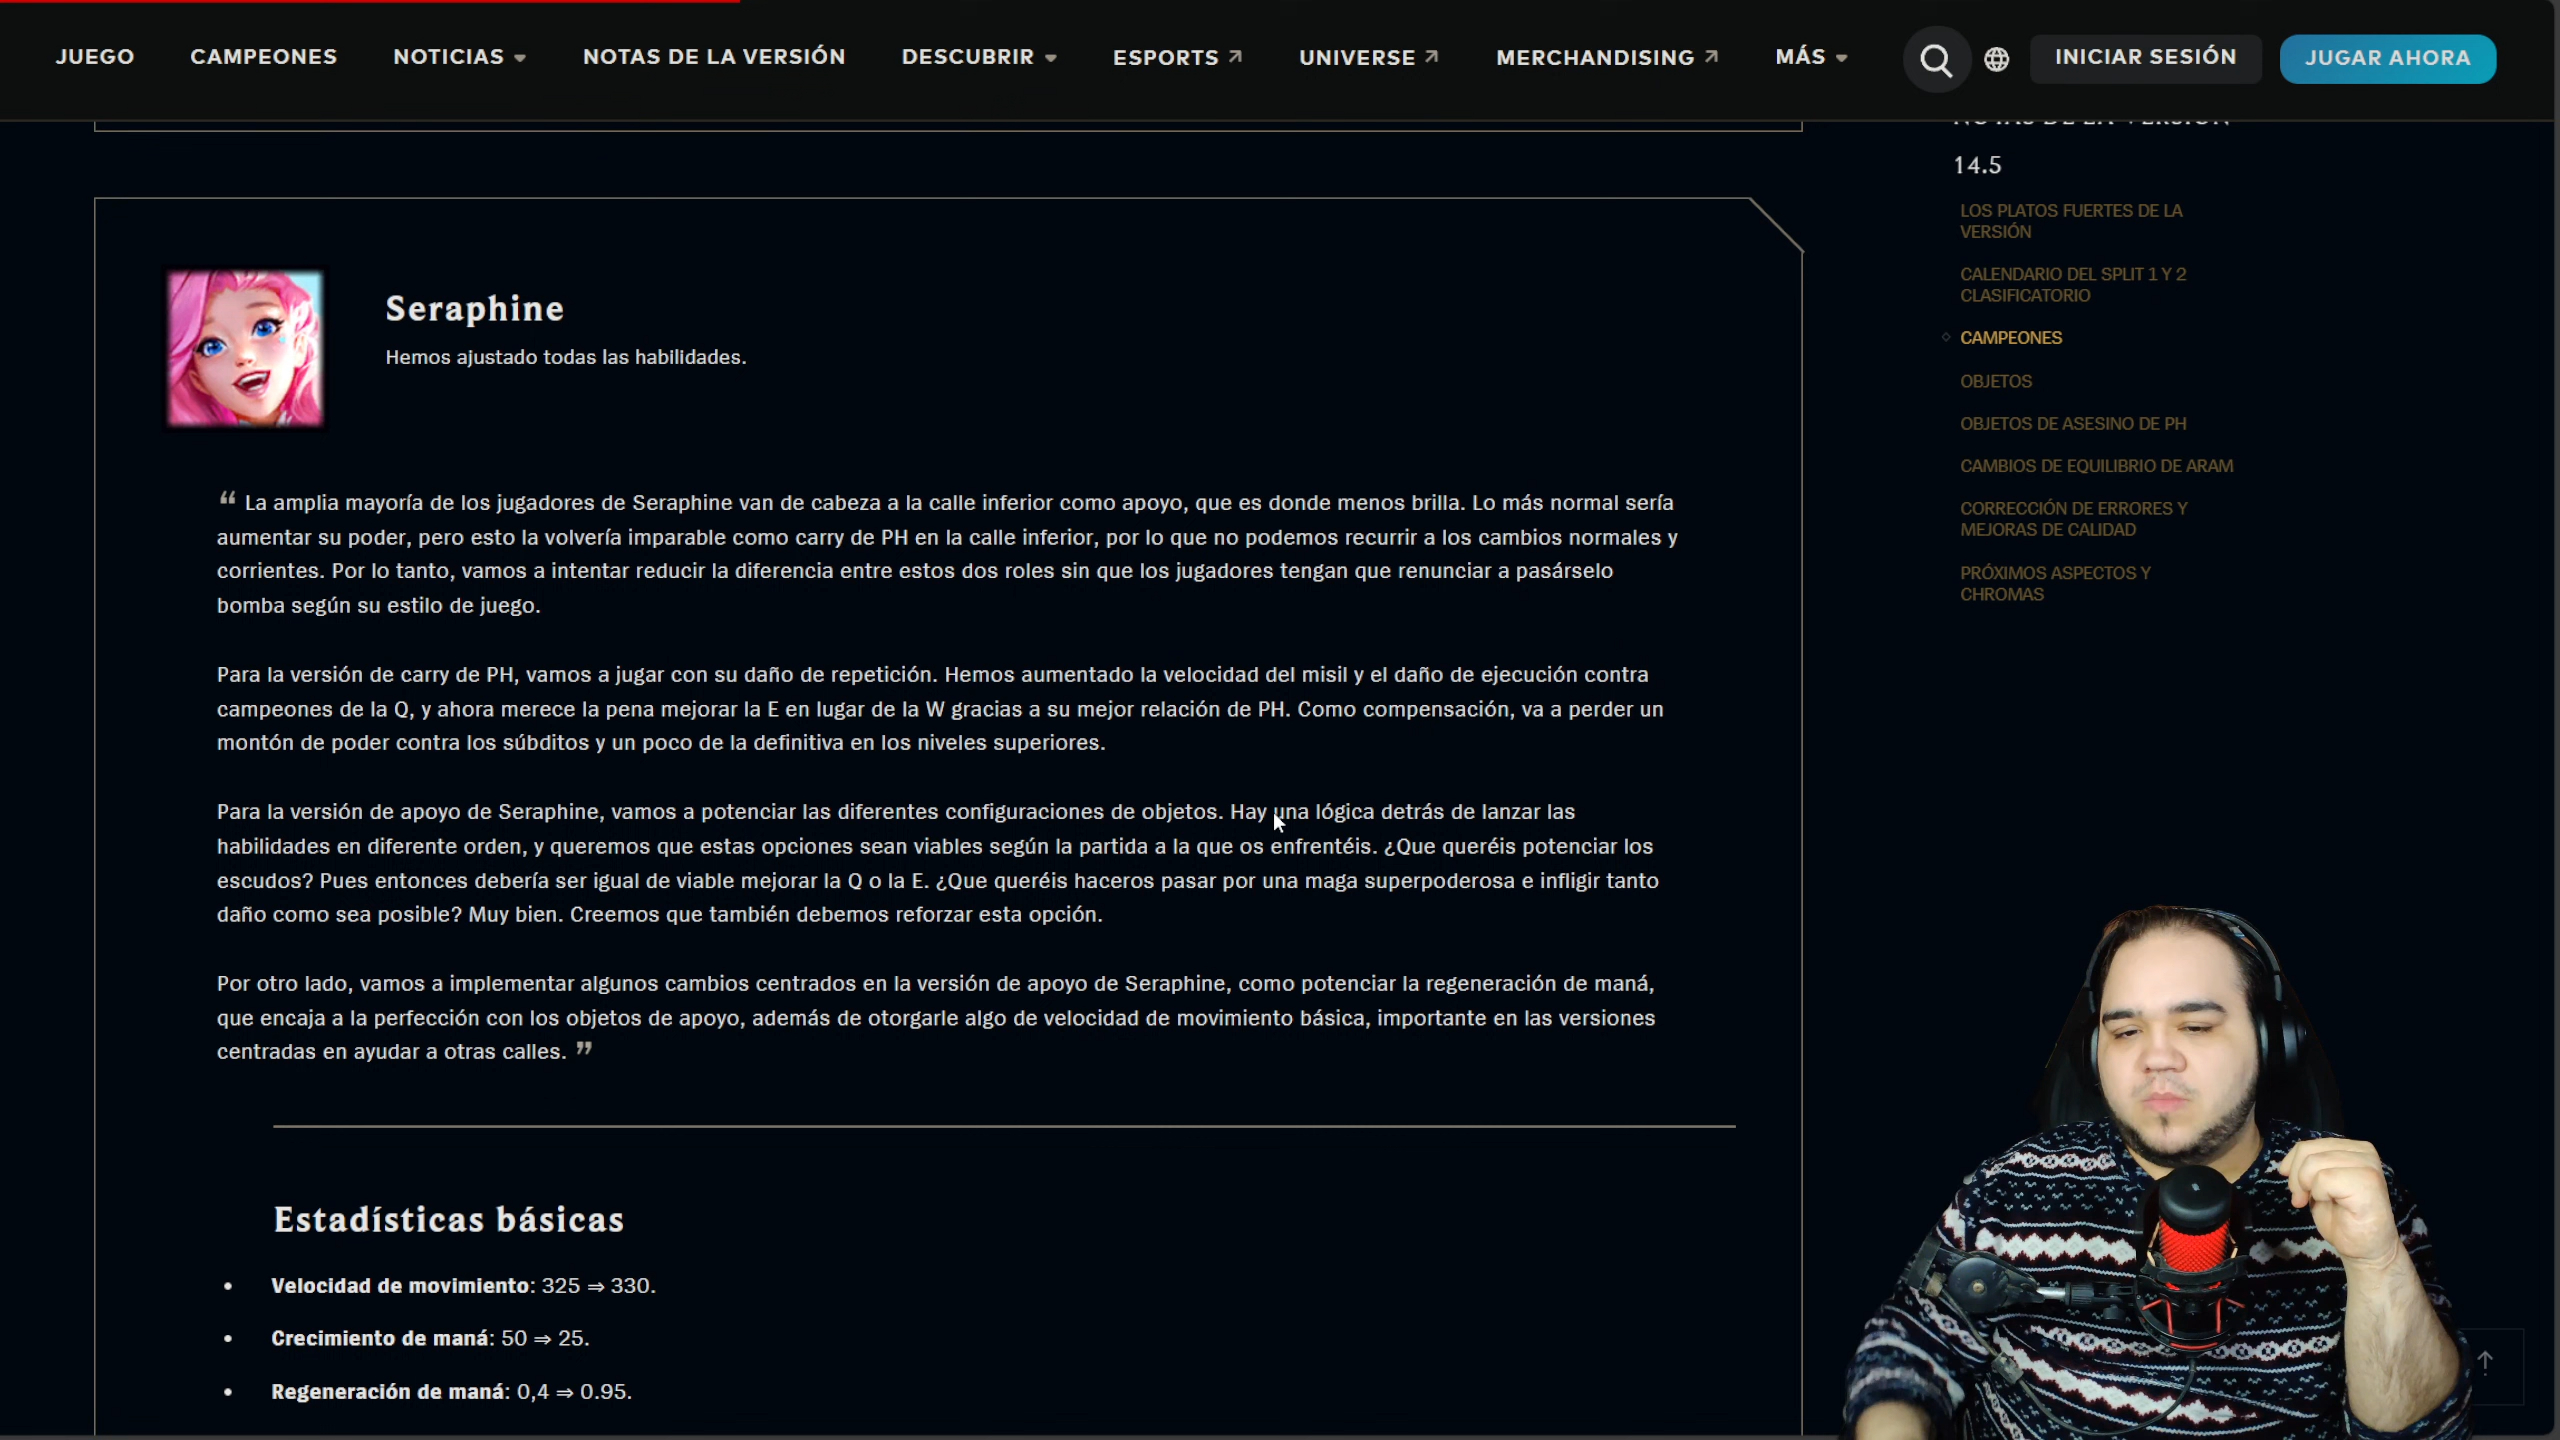 JUEGO CAMPEONES NOTICIAS NOTAS DE LA VERSIÓN DESCUBRIR ESPORTS UNIVERSE MERCHANDISING MÁS INICIAR SESIÓN JUGAR AHORA
NOTAS DE LA VERSIÓN
14.5
LOS PLATOS FUERTES DE LA
VERSIÓN
CALENDARIO DEL SPLIT 1 Y 2
CLASIFICATORIO
CAMPEONES
OBJETOS
OBJETOS DE ASESINO DE PH
CAMBIOS DE EQUILIBRIO DE ARAM
CORRECCIÓN DE ERRORES Y
MEJORAS DE CALIDAD
PRÓXIMOS ASPECTOS Y
CHROMAS
Seraphine
Hemos ajustado todas las habilidades.
“ La amplia mayoría de los jugadores de Seraphine van de cabeza a la calle inferior como apoyo, que es donde menos brilla. Lo más normal sería
aumentar su poder, pero esto la volvería imparable como carry de PH en la calle inferior, por lo que no podemos recurrir a los cambios normales y
corrientes. Por lo tanto, vamos a intentar reducir la diferencia entre estos dos roles sin que los jugadores tengan que renunciar a pasárselo
bomba según su estilo de juego.
Para la versión de carry de PH, vamos a jugar con su daño de repetición. Hemos aumentado la velocidad del misil y el daño de ejecución contra
campeones de la Q, y ahora merece la pena mejorar la E en lugar de la W gracias a su mejor relación de PH. Como compensación, va a perder un
montón de poder contra los súbditos y un poco de la definitiva en los niveles superiores.
Para la versión de apoyo de Seraphine, vamos a potenciar las diferentes configuraciones de objetos. Hay una lógica detrás de lanzar las
habilidades en diferente orden, y queremos que estas opciones sean viables según la partida a la que os enfrentéis. ¿Que queréis potenciar los
escudos? Pues entonces debería ser igual de viable mejorar la Q o la E. ¿Que queréis haceros pasar por una maga superpoderosa e infligir tanto
daño como sea posible? Muy bien. Creemos que también debemos reforzar esta opción.
Por otro lado, vamos a implementar algunos cambios centrados en la versión de apoyo de Seraphine, como potenciar la regeneración de maná,
que encaja a la perfección con los objetos de apoyo, además de otorgarle algo de velocidad de movimiento básica, importante en las versiones
centradas en ayudar a otras calles. ”
Estadísticas básicas
• Velocidad de movimiento: 325 ⇒ 330.
• Crecimiento de maná: 50 ⇒ 25.
• Regeneración de maná: 0,4 ⇒ 0.95.